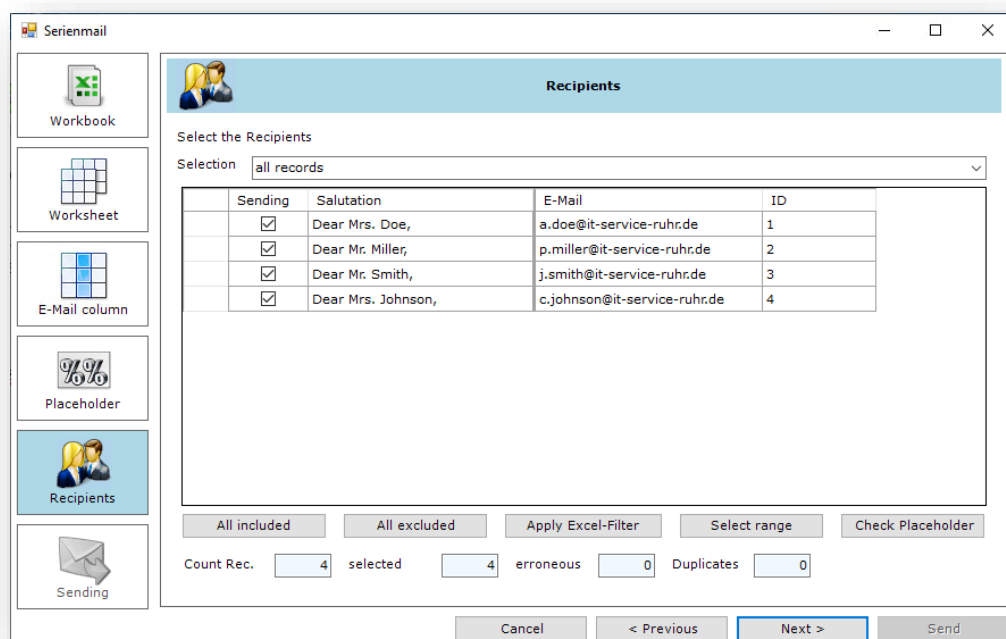 Serienmail
Workbook
Worksheet
E-Mail column
Placeholder
Recipients
Sending
Recipients
Select the Recipients
Selection all records
Sending Salutation E-Mail ID
Dear Mrs. Doe, a.doe@it-service-ruhr.de 1
Dear Mr. Miller, p.miller@it-service-ruhr.de 2
Dear Mr. Smith, j.smith@it-service-ruhr.de 3
Dear Mrs. Johnson, c.johnson@it-service-ruhr.de 4
All included All excluded Apply Excel-Filter Select range Check Placeholder
Count Rec. 4 selected 4 erroneous 0 Duplicates 0
Cancel < Previous Next > Send